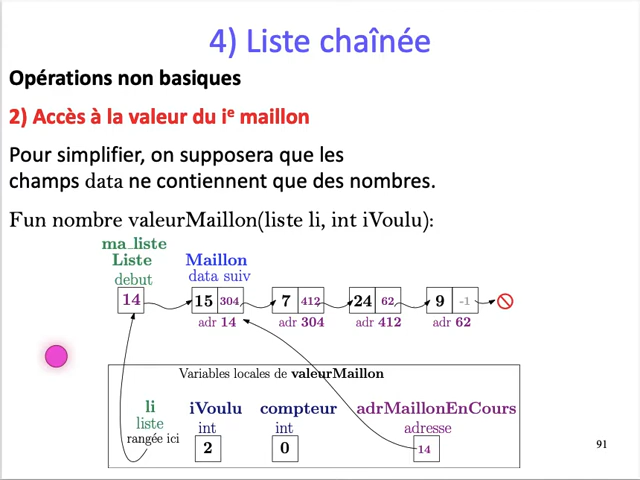 4) Liste chaînée
Opérations non basiques
2) Accès à la valeur du iᵉ maillon
Pour simplifier, on supposera que les
champs data ne contiennent que des nombres.
Fun nombre valeurMaillon(liste li, int iVoulu):
ma_liste
Liste Maillon
debut data suiv
14 15 304 7 412 24 62 9 -1
adr 14 adr 304 adr 412 adr 62
Variables locales de valeurMaillon
li iVoulu compteur adrMaillonEnCours
liste int int adresse
rangée ici 2 0 14
91